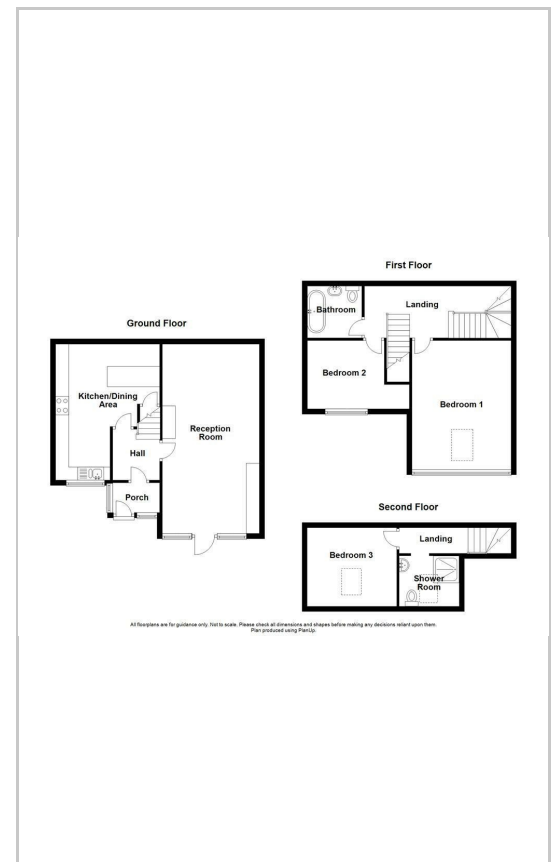 Ground Floor
Kitchen/Dining
Area
Reception
Room
Hall
Porch
First Floor
Bathroom
Landing
Bedroom 2
Bedroom 1
Second Floor
Bedroom 3
Landing
Shower
Room
All floorplans are for guidance only. Not to scale. Please check all dimensions and shapes before making any decisions reliant upon them.
Plan produced using PlanUp.